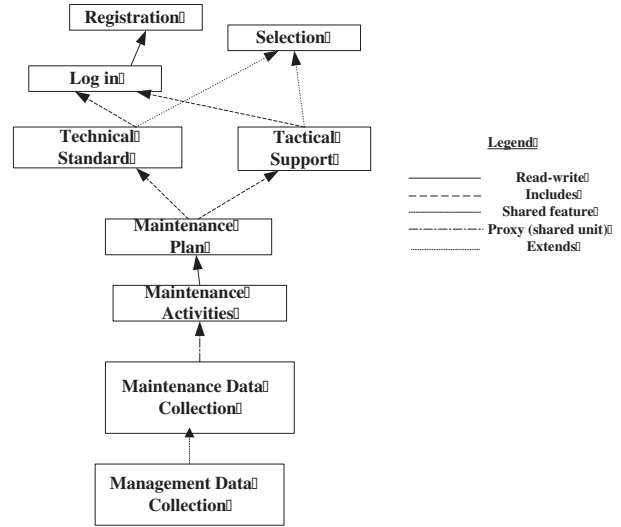 Registration
Selection
Log in
Technical
Standard
Tactical
Support
Maintenance
Plan
Maintenance
Activities
Maintenance Data
Collection
Management Data
Collection
Legend
Read-write
Includes
Shared feature
Proxy (shared unit)
Extends